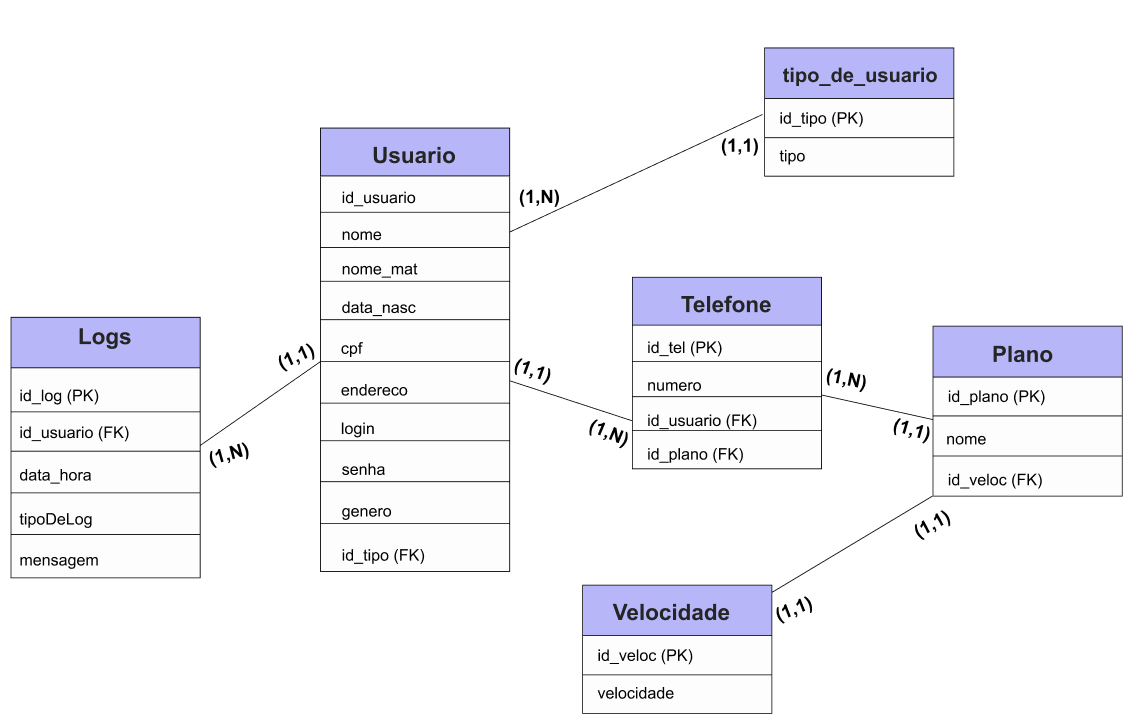 tipo_de_usuario
id_tipo (PK)
tipo
(1,1)
(1,N)
Usuario
id_usuario
nome
nome_mat
data_nasc
cpf
endereco
login
senha
genero
id_tipo (FK)
Logs
id_log (PK)
id_usuario (FK)
data_hora
tipoDeLog
mensagem
(1,1)
(1,N)
(1,1)
(1,N)
Telefone
id_tel (PK)
numero
id_usuario (FK)
id_plano (FK)
(1,N)
(1,1)
Plano
id_plano (PK)
nome
id_veloc (FK)
(1,1)
(1,1)
Velocidade
id_veloc (PK)
velocidade